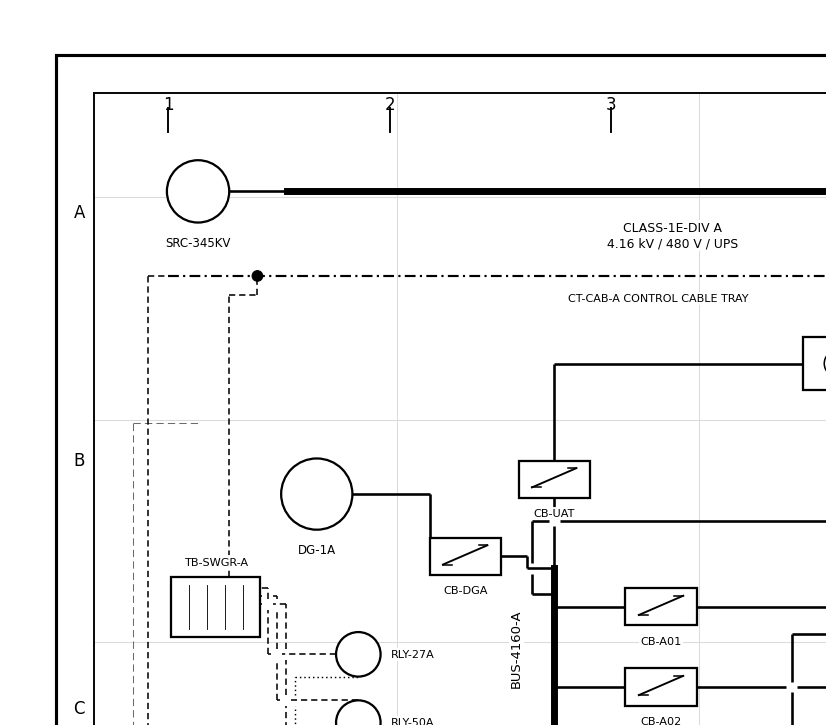 1 2 3
A
SRC-345KV
CLASS-1E-DIV A
4.16 kV / 480 V / UPS
CT-CAB-A CONTROL CABLE TRAY
B
CB-UAT
DG-1A
TB-SWGR-A
CB-DGA
BUS-4160-A
CB-A01
RLY-27A
C
RLY-50A
CB-A02